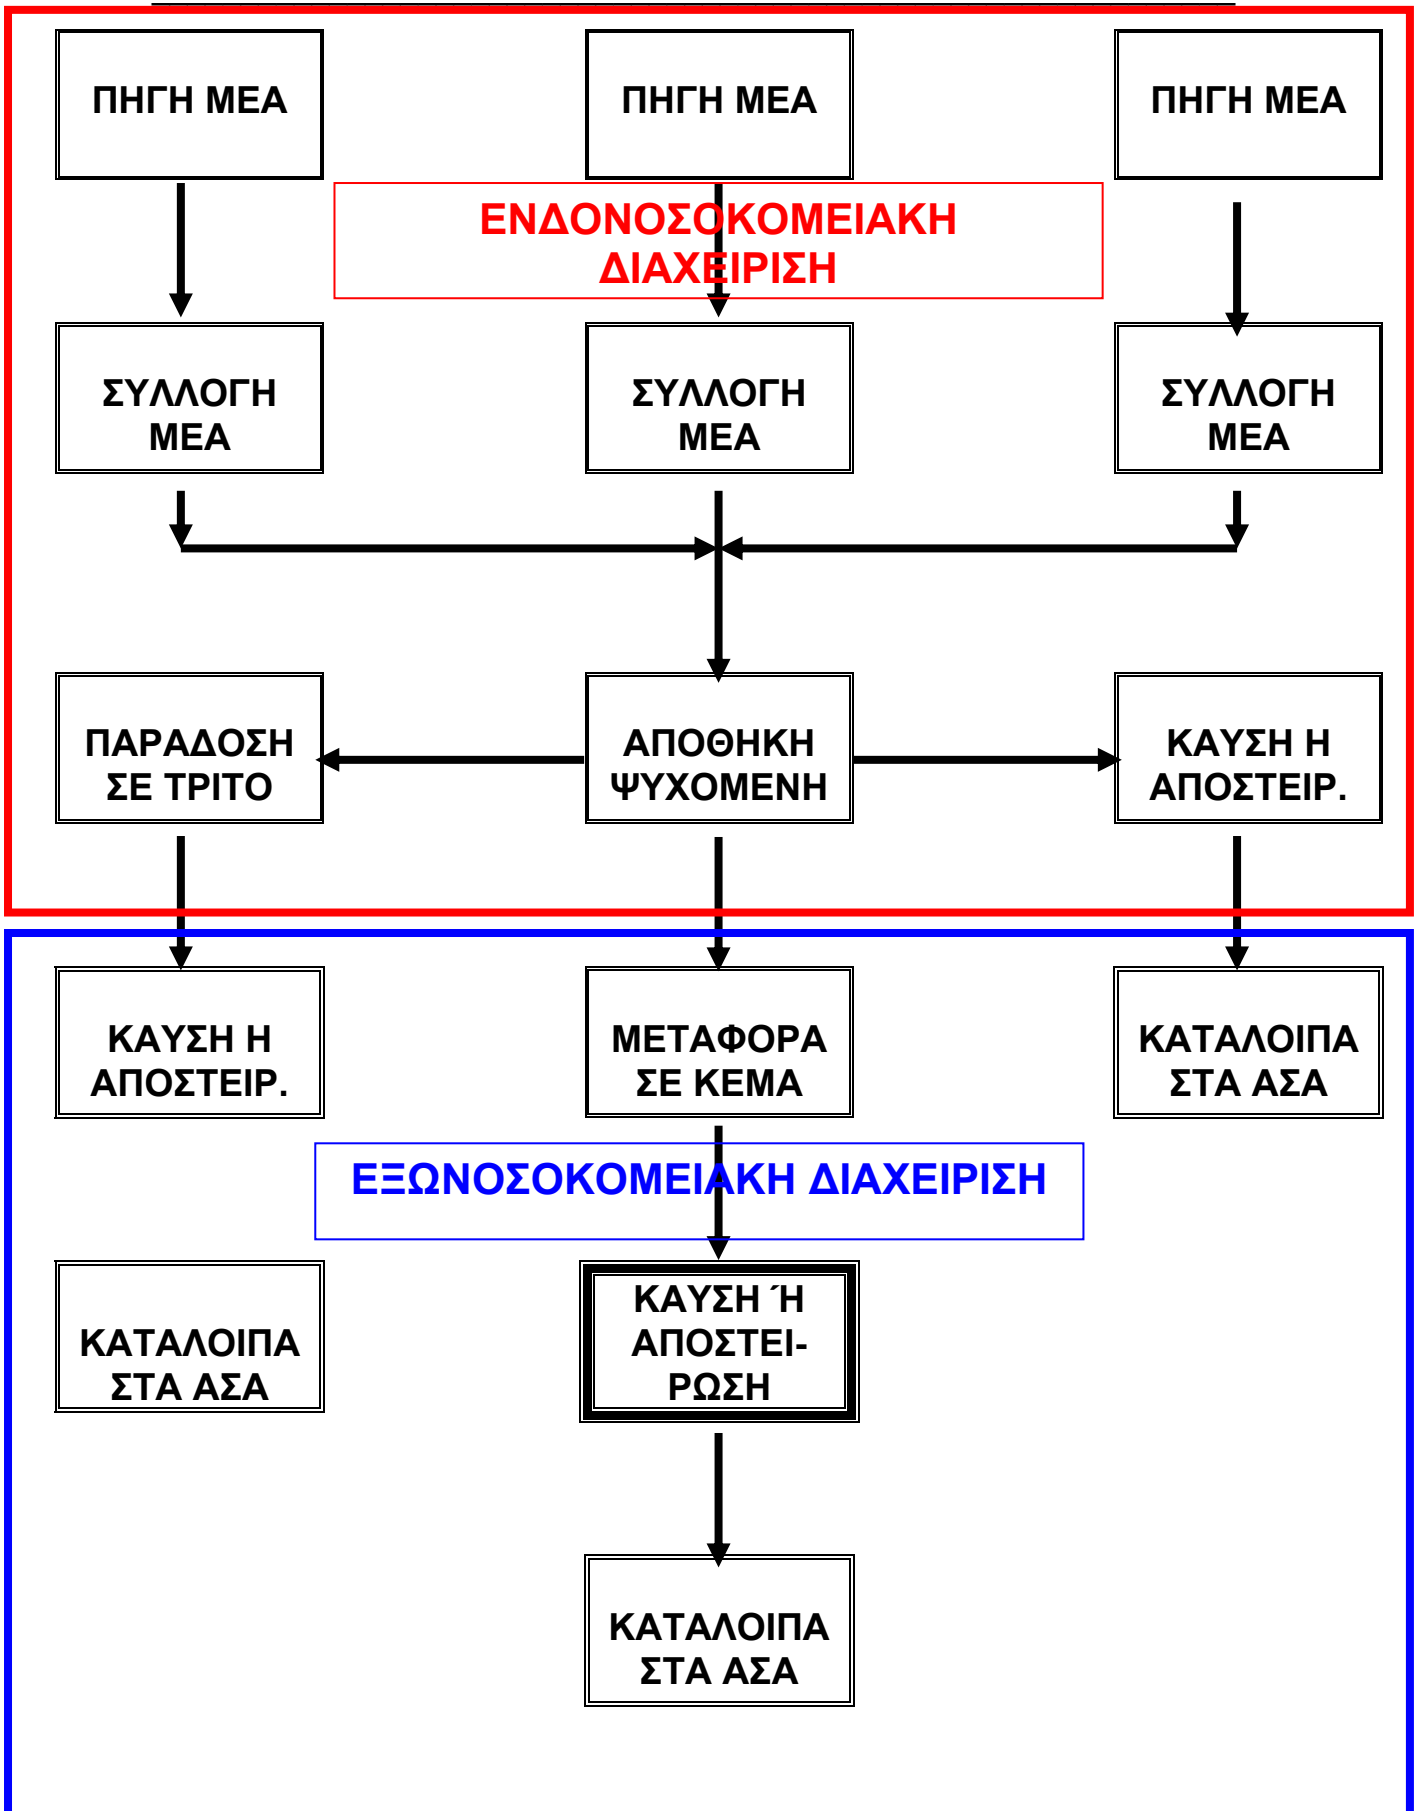 ΠΗΓΗ ΜΕΑ
ΠΗΓΗ ΜΕΑ
ΠΗΓΗ ΜΕΑ
ΕΝΔΟΝΟΣΟΚΟΜΕΙΑΚΗ
ΔΙΑΧΕΙΡΙΣΗ
ΣΥΛΛΟΓΗ
ΜΕΑ
ΣΥΛΛΟΓΗ
ΜΕΑ
ΣΥΛΛΟΓΗ
ΜΕΑ
ΠΑΡΑΔΟΣΗ
ΣΕ ΤΡΙΤΟ
ΑΠΟΘΗΚΗ
ΨΥΧΟΜΕΝΗ
ΚΑΥΣΗ Η
ΑΠΟΣΤΕΙΡ.
ΚΑΥΣΗ Η
ΑΠΟΣΤΕΙΡ.
ΜΕΤΑΦΟΡΑ
ΣΕ ΚΕΜΑ
ΚΑΤΑΛΟΙΠΑ
ΣΤΑ ΑΣΑ
ΕΞΩΝΟΣΟΚΟΜΕΙΑΚΗ ΔΙΑΧΕΙΡΙΣΗ
ΚΑΤΑΛΟΙΠΑ
ΣΤΑ ΑΣΑ
ΚΑΥΣΗ Ή
ΑΠΟΣΤΕΙ-
ΡΩΣΗ
ΚΑΤΑΛΟΙΠΑ
ΣΤΑ ΑΣΑ